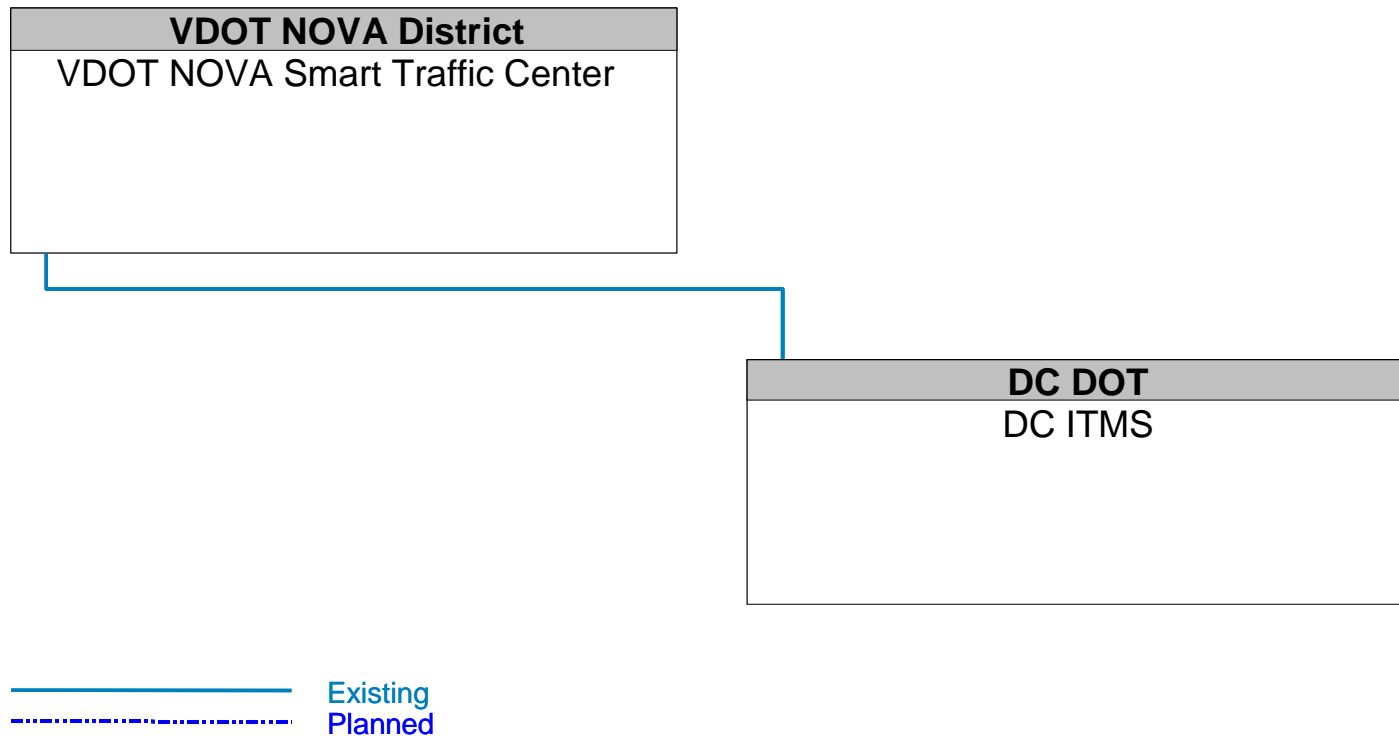 VDOT NOVA District
VDOT NOVA Smart Traffic Center
DC DOT
DC ITMS
Existing
Planned